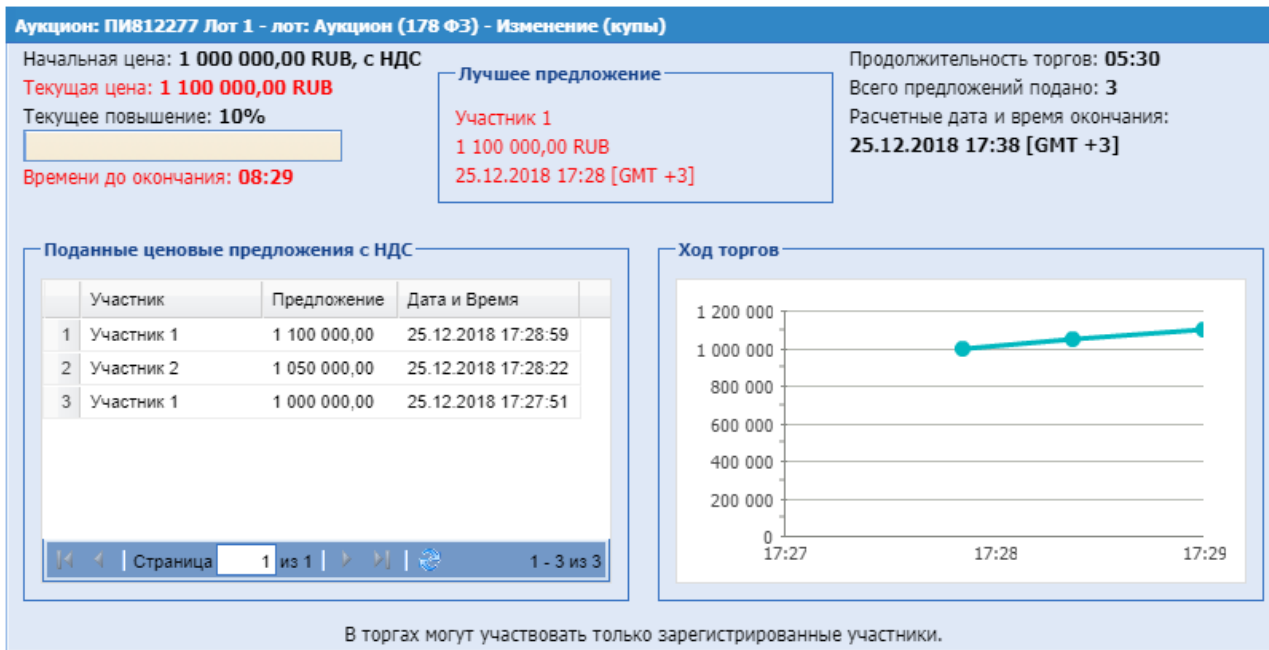 Аукцион: ПИ812277 Лот 1 - лот: Аукцион (178 ФЗ) - Изменение (купы)
Начальная цена: 1 000 000,00 RUB, с НДС
Текущая цена: 1 100 000,00 RUB
Текущее повышение: 10%
Времени до окончания: 08:29
Лучшее предложение
Участник 1
1 100 000,00 RUB
25.12.2018 17:28 [GMT +3]
Продолжительность торгов: 05:30
Всего предложений подано: 3
Расчетные дата и время окончания:
25.12.2018 17:38 [GMT +3]
Поданные ценовые предложения с НДС
Участник Предложение Дата и Время
1 Участник 1 1 100 000,00 25.12.2018 17:28:59
2 Участник 2 1 050 000,00 25.12.2018 17:28:22
3 Участник 1 1 000 000,00 25.12.2018 17:27:51
Страница 1 из 1 1 - 3 из 3
Ход торгов
1 200 000
1 000 000
800 000
600 000
400 000
200 000
0
17:27 17:28 17:29
В торгах могут участвовать только зарегистрированные участники.